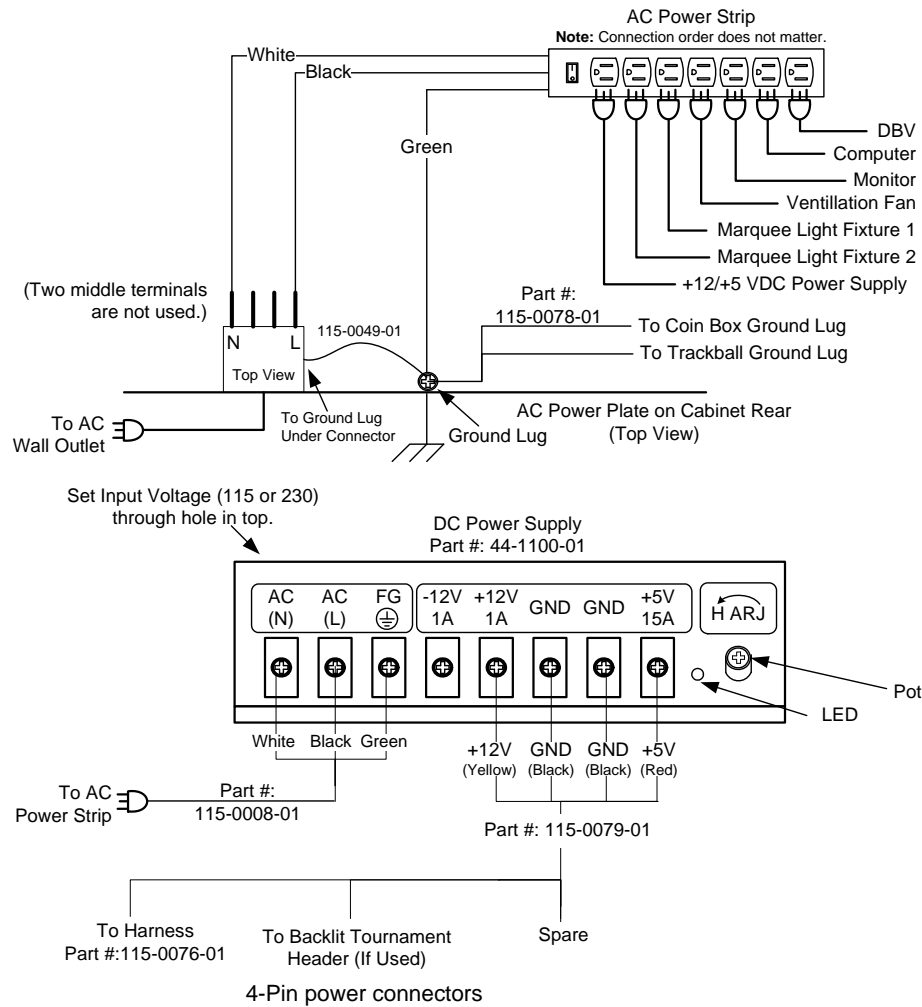 AC Power Strip
Note: Connection order does not matter.
White
Black
Green
DBV
Computer
Monitor
Ventillation Fan
Marquee Light Fixture 1
Marquee Light Fixture 2
+12/+5 VDC Power Supply
(Two middle terminals
are not used.)
N
L
Top View
115-0049-01
Part #:
115-0078-01
To Coin Box Ground Lug
To Trackball Ground Lug
To Ground Lug
Under Connector
Ground Lug
AC Power Plate on Cabinet Rear
(Top View)
To AC
Wall Outlet
Set Input Voltage (115 or 230)
through hole in top.
DC Power Supply
Part #: 44-1100-01
AC
(N)
AC
(L)
FG
-12V
1A
+12V
1A
GND
GND
+5V
15A
H ARJ
Pot
LED
White
Black
Green
+12V
(Yellow)
GND
(Black)
GND
(Black)
+5V
(Red)
To AC
Power Strip
Part #:
115-0008-01
Part #: 115-0079-01
To Harness
Part #:115-0076-01
To Backlit Tournament
Header (If Used)
Spare
4-Pin power connectors